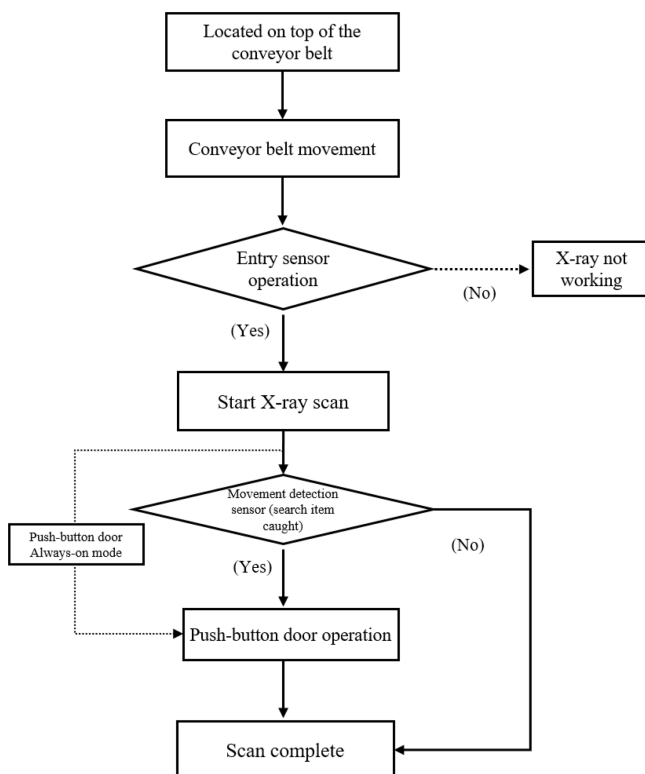 Located on top of the
conveyor belt
Conveyor belt movement
Entry sensor
operation
(No)
X-ray not
working
(Yes)
Start X-ray scan
Movement detection
sensor (search item
caught)
Push-button door
Always-on mode
(No)
(Yes)
Push-button door operation
Scan complete